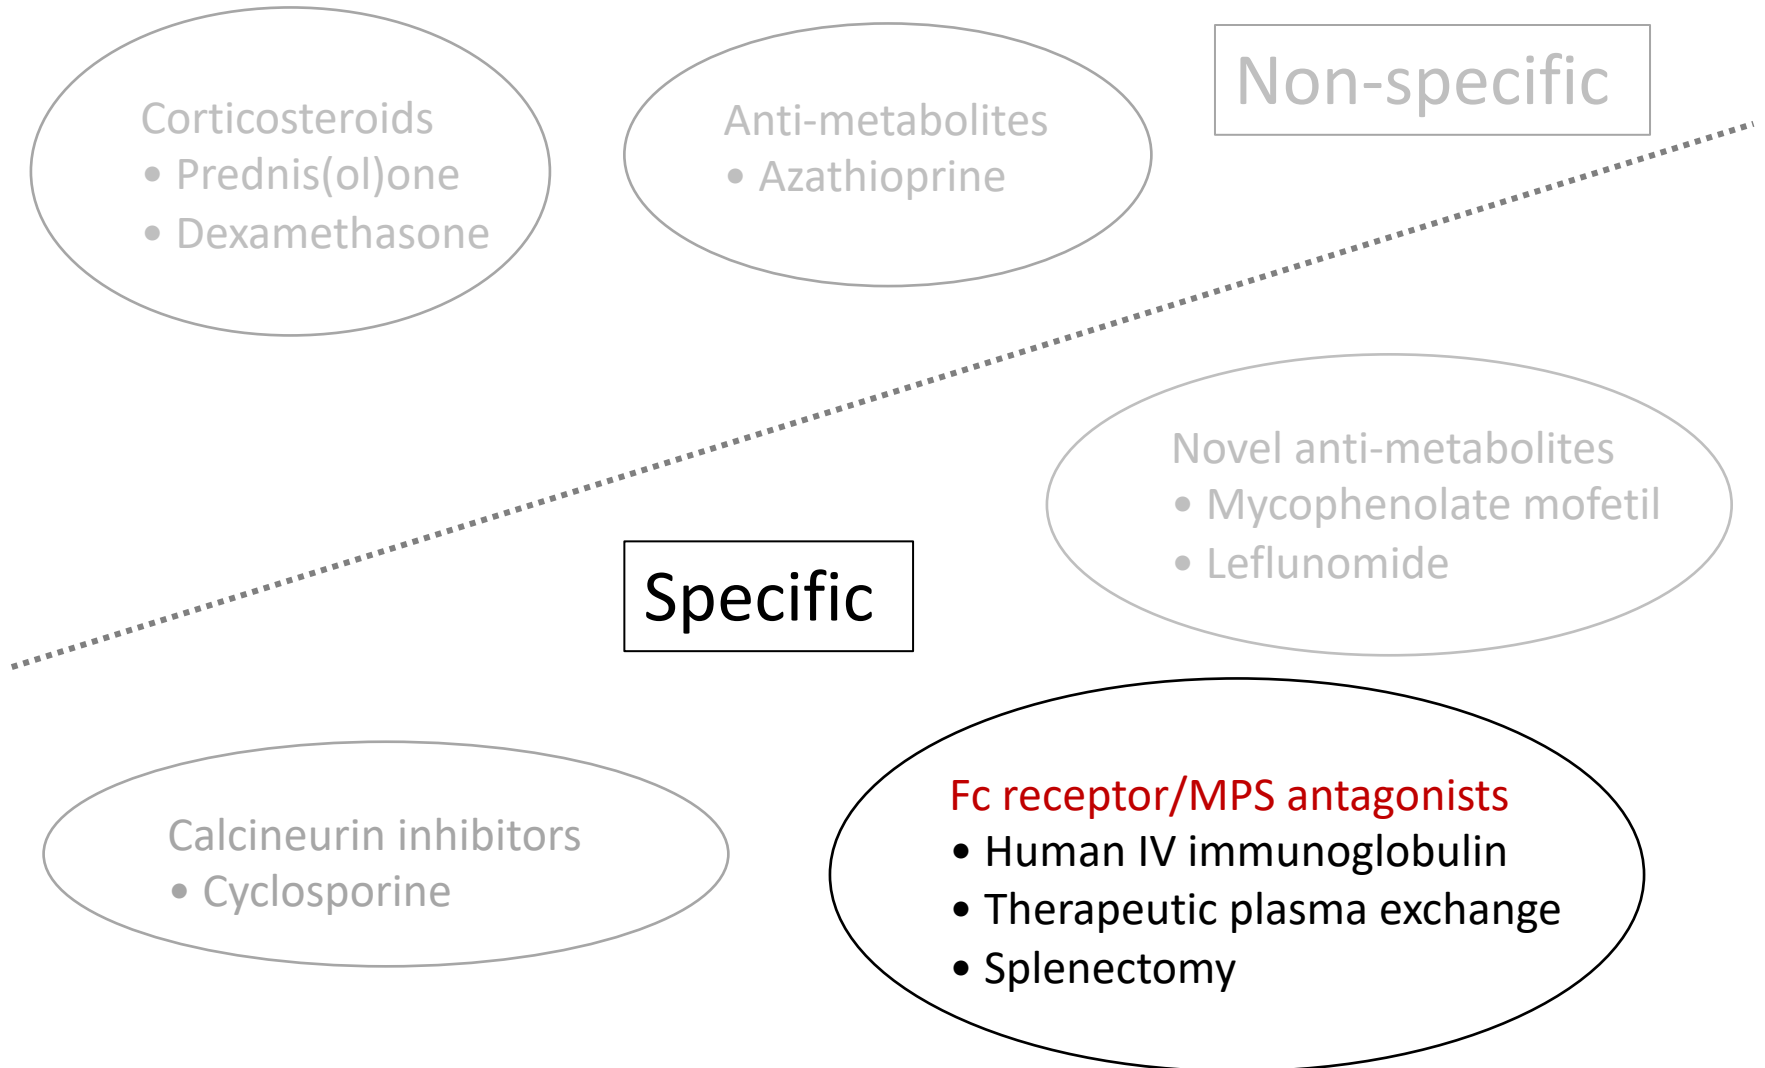 Non-specific
Corticosteroids
• Prednis(ol)one
• Dexamethasone
Anti-metabolites
• Azathioprine
Novel anti-metabolites
• Mycophenolate mofetil
• Leflunomide
Specific
Calcineurin inhibitors
• Cyclosporine
Fc receptor/MPS antagonists
• Human IV immunoglobulin
• Therapeutic plasma exchange
• Splenectomy